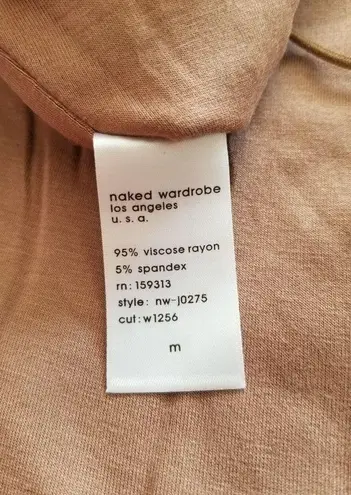 naked wardrobe
los angeles
u. s. a.
95% viscose rayon
5% spandex
rn: 159313
style: nw-j0275
cut: w1256
m